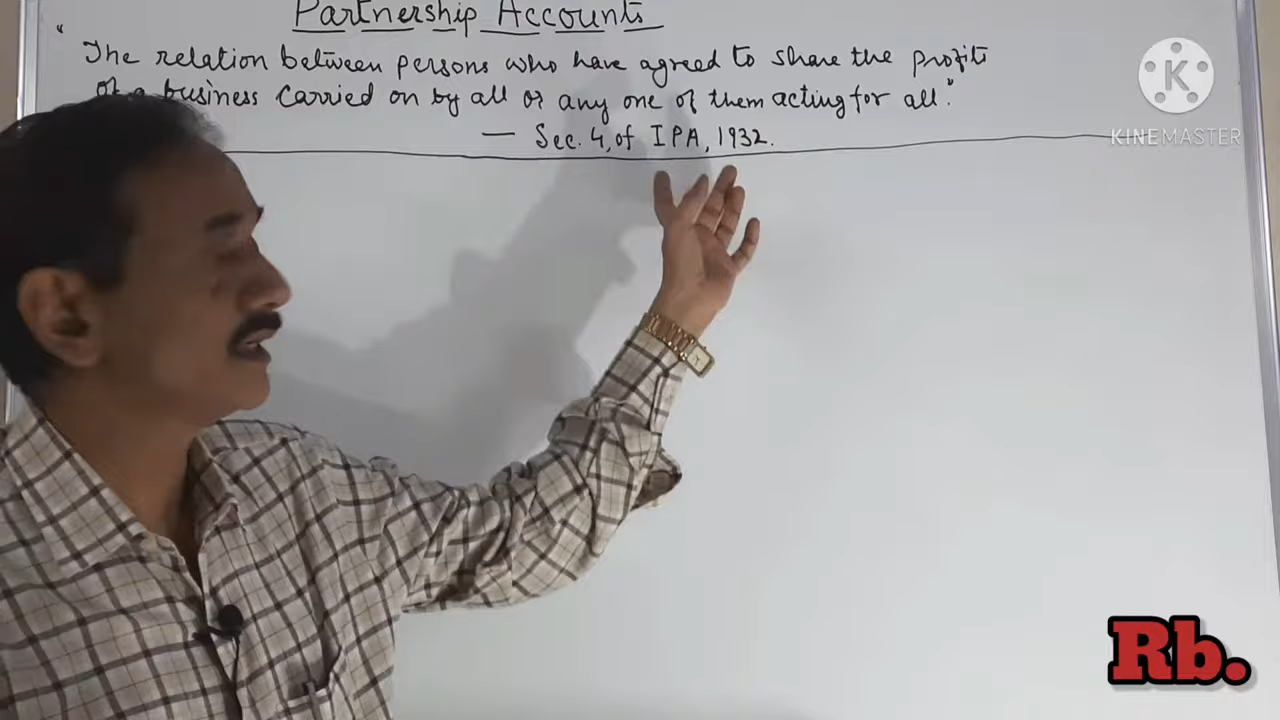 Partnership Accounts
"The relation between persons who have agreed to share the profits
of a business carried on by all or any one of them acting for all."
— Sec. 4, of IPA, 1932.
KINEMASTER
Rb.